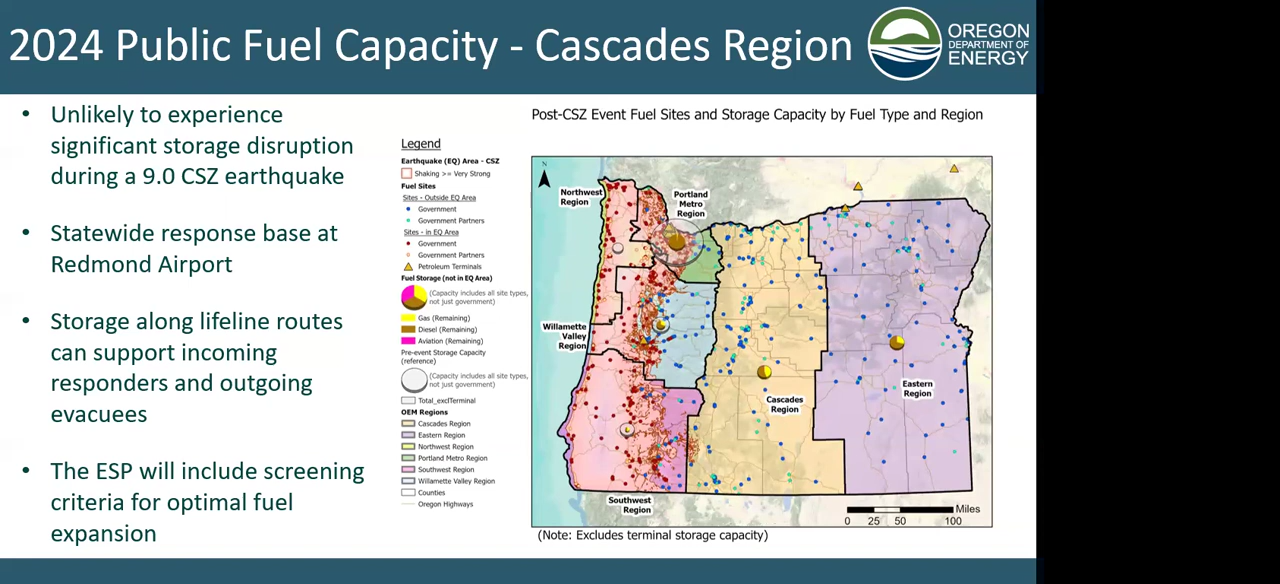 2024 Public Fuel Capacity - Cascades Region
OREGON
DEPARTMENT OF
ENERGY
• Unlikely to experience
significant storage disruption
during a 9.0 CSZ earthquake
• Statewide response base at
Redmond Airport
• Storage along lifeline routes
can support incoming
responders and outgoing
evacuees
• The ESP will include screening
criteria for optimal fuel
expansion
Post-CSZ Event Fuel Sites and Storage Capacity by Fuel Type and Region
Legend
Earthquake (EQ) Area - CSZ
Shaking >= Very Strong
Fuel Sites
Sites - Outside EQ Area
Government
Government Partners
Sites - in EQ Area
Government
Government Partners
Petroleum Terminals
Fuel Storage (not in EQ Area)
(Capacity includes all site types,
not just government)
Gas (Remaining)
Diesel (Remaining)
Aviation (Remaining)
Pre-event Storage Capacity
(reference)
(Capacity includes all site types,
not just government)
Total_exclTerminal
OEM Regions
Cascades Region
Eastern Region
Northwest Region
Portland Metro Region
Southwest Region
Willamette Valley Region
Counties
Oregon Highways
N
Northwest
Region
Portland
Metro
Region
Willamette
Valley
Region
Cascades
Region
Eastern
Region
Southwest
Region
Miles
0 25 50 100
(Note: Excludes terminal storage capacity)